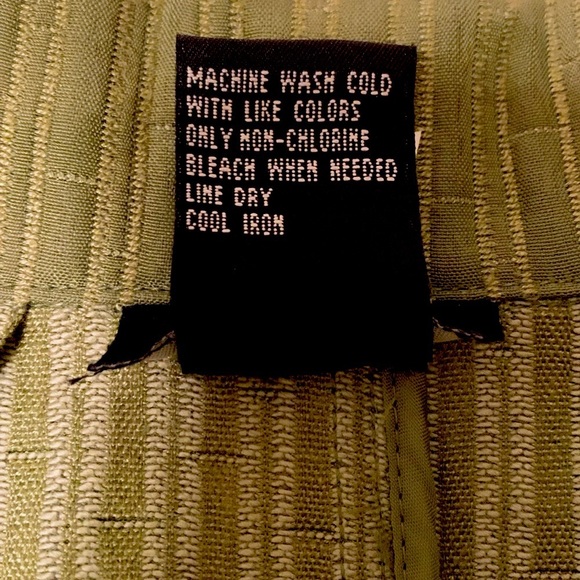 MACHINE WASH COLD
WITH LIKE COLORS
ONLY NON-CHLORINE
BLEACH WHEN NEEDED
LINE DRY
COOL IRON